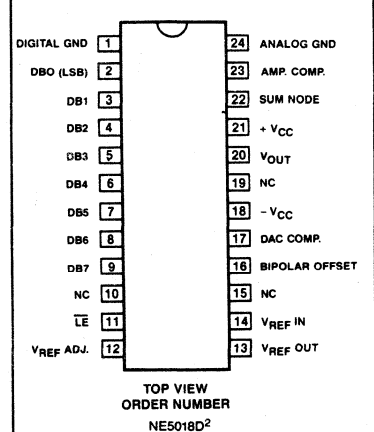 DIGITAL GND 1 24 ANALOG GND
DBO (LSB) 2 23 AMP. COMP.
DB1 3 22 SUM NODE
DB2 4 21 + VCC
DB3 5 20 VOUT
DB4 6 19 NC
DB5 7 18 – VCC
DB6 8 17 DAC COMP.
DB7 9 16 BIPOLAR OFFSET
NC 10 15 NC
L̅E̅ 11 14 VREF IN
VREF ADJ. 12 13 VREF OUT
TOP VIEW
ORDER NUMBER
NE5018D²